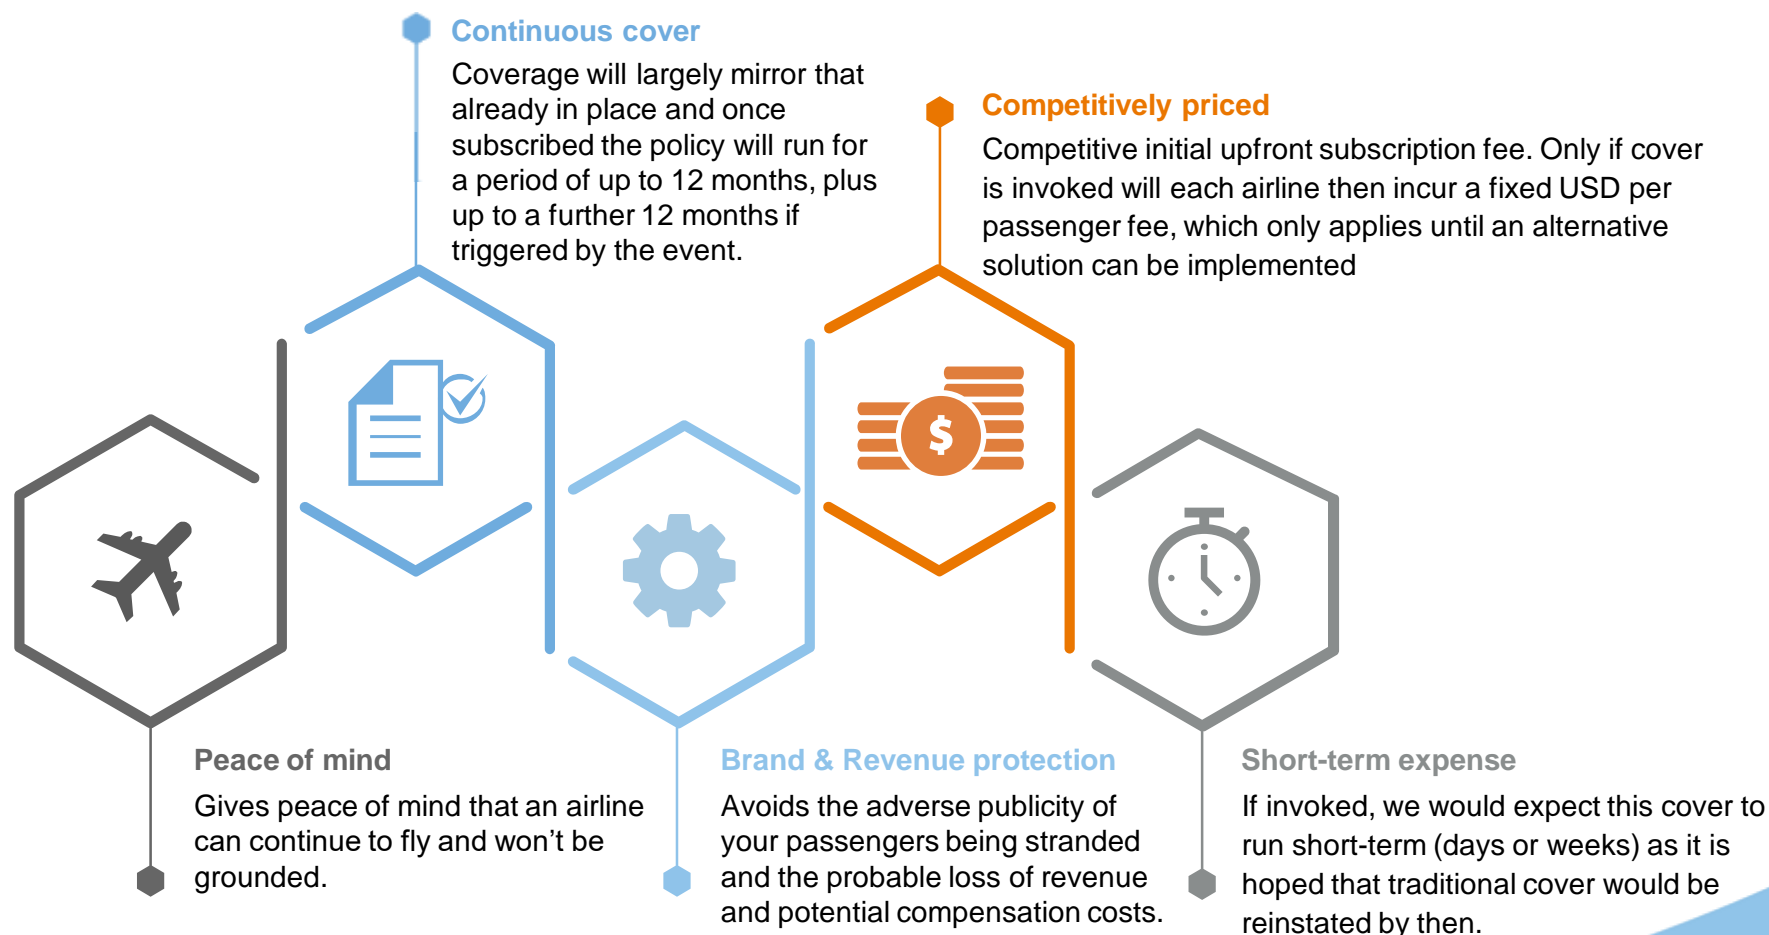 Continuous cover
Coverage will largely mirror that
already in place and once
subscribed the policy will run for
a period of up to 12 months, plus
up to a further 12 months if
triggered by the event.
Competitively priced
Competitive initial upfront subscription fee. Only if cover
is invoked will each airline then incur a fixed USD per
passenger fee, which only applies until an alternative
solution can be implemented
$
Peace of mind
Gives peace of mind that an airline
can continue to fly and won’t be
grounded.
Brand & Revenue protection
Avoids the adverse publicity of
your passengers being stranded
and the probable loss of revenue
and potential compensation costs.
Short-term expense
If invoked, we would expect this cover to
run short-term (days or weeks) as it is
hoped that traditional cover would be
reinstated by then.